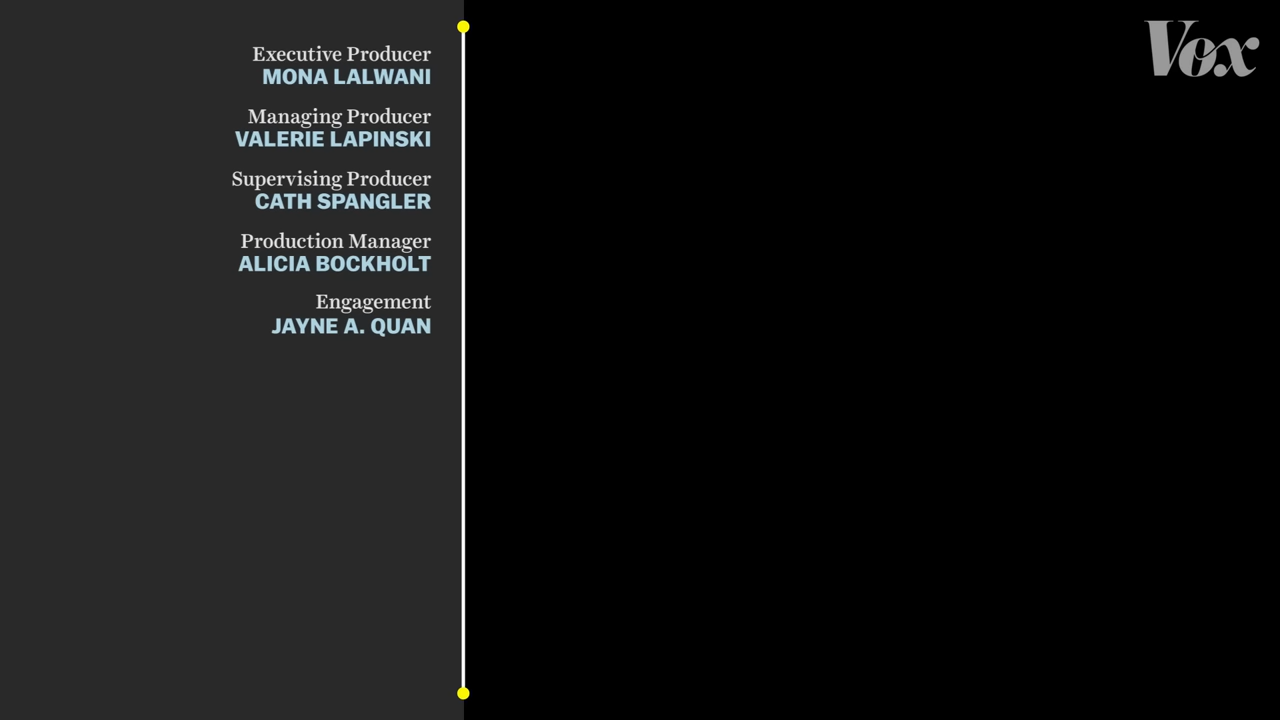 Executive Producer
MONA LALWANI
Managing Producer
VALERIE LAPINSKI
Supervising Producer
CATH SPANGLER
Production Manager
ALICIA BOCKHOLT
Engagement
JAYNE A. QUAN
Vox